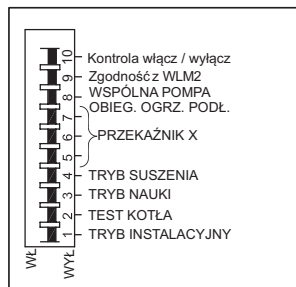 10 Kontrola włącz / wyłącz
9 Zgodność z WLM2
8 WSPÓLNA POMPA
OBIEG. OGRZ. PODŁ.
7
6 PRZEKAŹNIK X
5
4 TRYB SUSZENIA
3 TRYB NAUKI
2 TEST KOTŁA
1 TRYB INSTALACYJNY
WŁ WYŁ